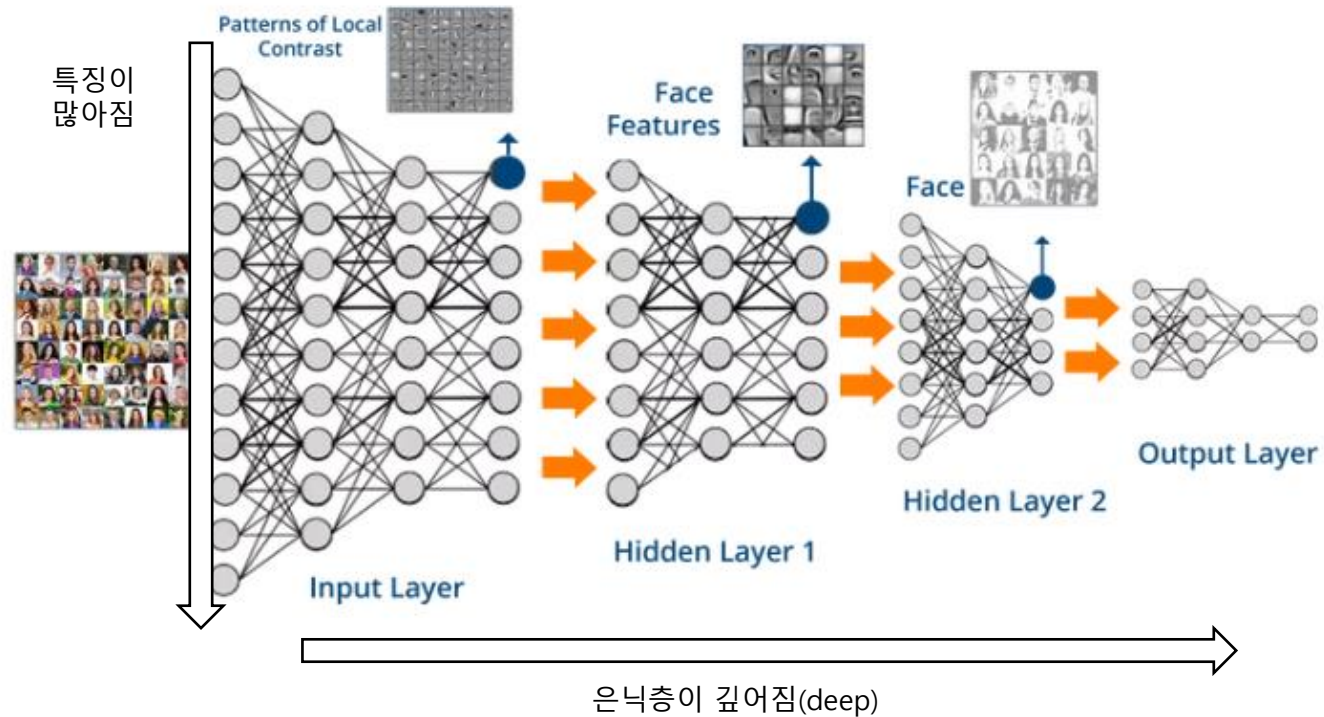 Patterns of Local
Contrast
특징이
많아짐
Face
Features
Face
Output Layer
Hidden Layer 2
Hidden Layer 1
Input Layer
은닉층이 깊어짐(deep)